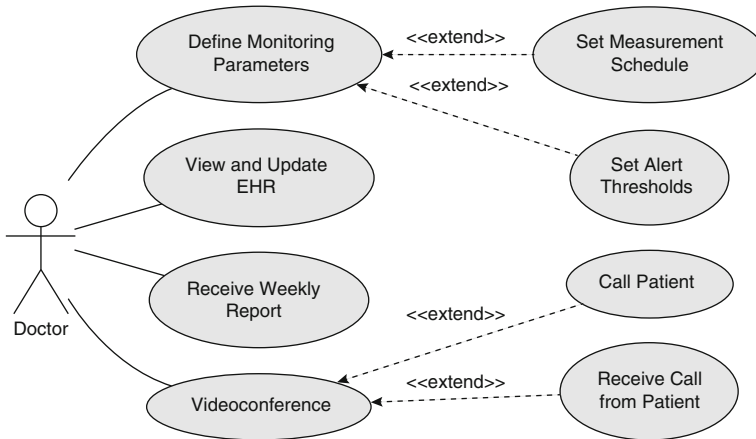 Define Monitoring
Parameters
<<extend>>
Set Measurement
Schedule
<<extend>>
View and Update
EHR
Set Alert
Thresholds
Doctor
Receive Weekly
Report
Call Patient
<<extend>>
Videoconference
<<extend>>
Receive Call
from Patient